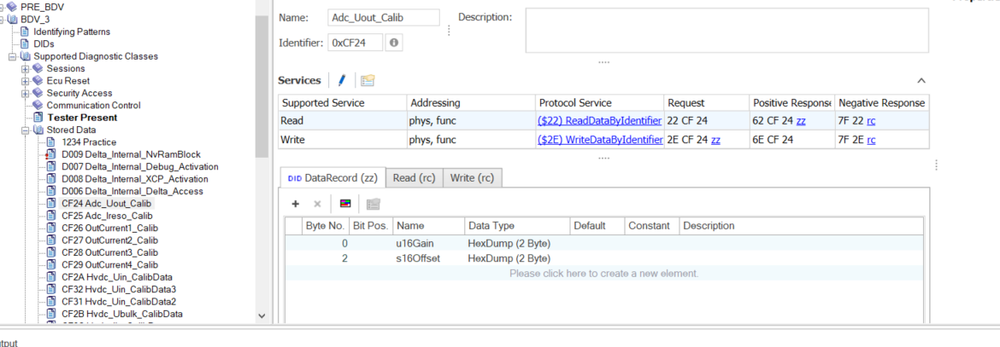 PRE_BDV
BDV_3
Identifying Patterns
DIDs
Supported Diagnostic Classes
Sessions
Ecu Reset
Security Access
Communication Control
Tester Present
Stored Data
1234 Practice
D009 Delta_Internal_NvRamBlock
D007 Delta_Internal_Debug_Activation
D008 Delta_Internal_XCP_Activation
D006 Delta_Internal_Delta_Access
CF24 Adc_Uout_Calib
CF25 Adc_Ireso_Calib
CF26 OutCurrent1_Calib
CF27 OutCurrent2_Calib
CF28 OutCurrent3_Calib
CF29 OutCurrent4_Calib
CF2A Hvdc_Uin_CalibData
CF32 Hvdc_Uin_CalibData3
CF31 Hvdc_Uin_CalibData2
CF2B Hvdc_Ubulk_CalibData
Name: Adc_Uout_Calib Description:
Identifier: 0xCF24
Services
Supported Service Addressing Protocol Service Request Positive Response Negative Response
Read phys, func ($22) ReadDataByIdentifier 22 CF 24 62 CF 24 zz 7F 22 rc
Write phys, func ($2E) WriteDataByIdentifier 2E CF 24 zz 6E CF 24 7F 2E rc
DID DataRecord (zz) Read (rc) Write (rc)
Byte No. Bit Pos. Name Data Type Default Constant Description
0 u16Gain HexDump (2 Byte)
2 s16Offset HexDump (2 Byte)
Please click here to create a new element.